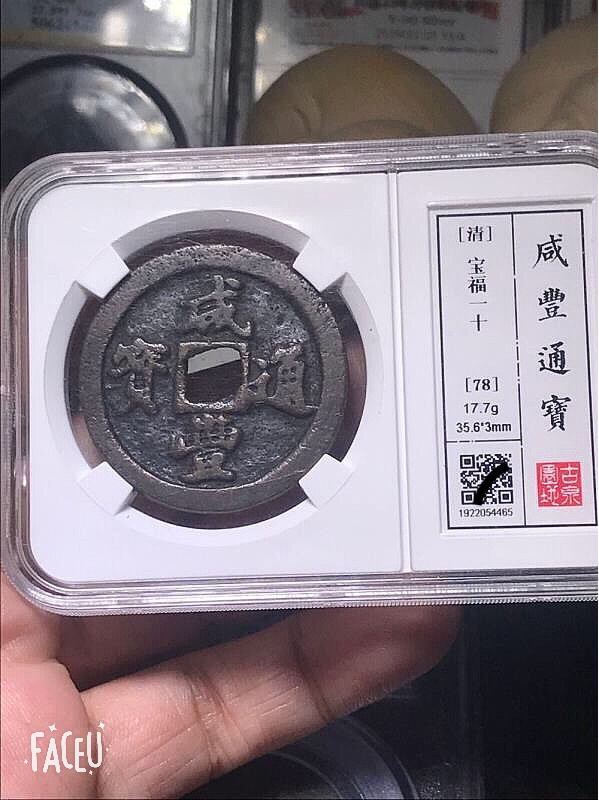 咸豐通寶
咸豐通寶
[清] 宝福一十
[78]
17.7g
35.6*3mm
1922054465
古泉園地
FACEU